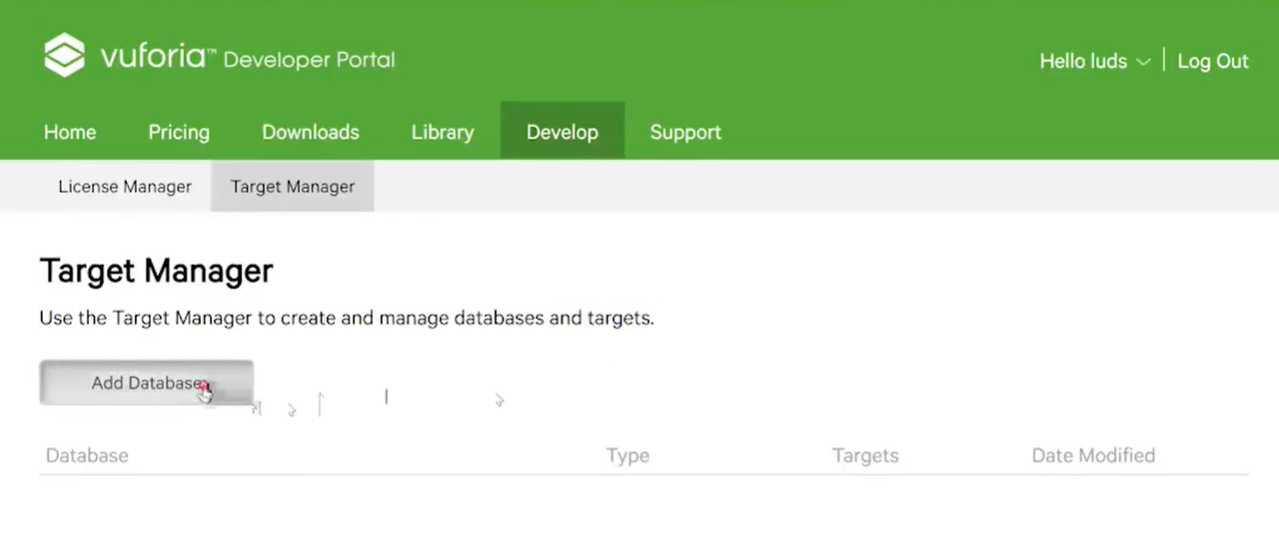 vuforia™ Developer Portal
Hello luds
Log Out
Home Pricing Downloads Library Develop Support
License Manager Target Manager
Target Manager
Use the Target Manager to create and manage databases and targets.
Add Database
Database Type Targets Date Modified